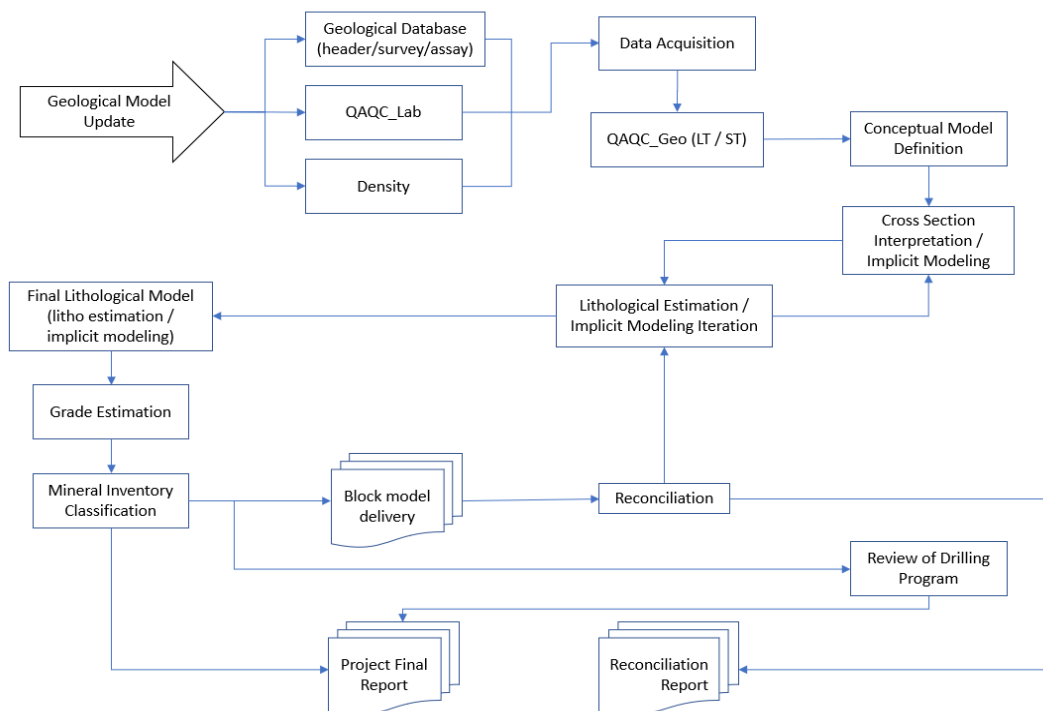 Geological Model
Update
Geological Database
(header/survey/assay)
QAQC_Lab
Density
Data Acquisition
QAQC_Geo (LT / ST)
Conceptual Model
Definition
Cross Section
Interpretation /
Implicit Modeling
Lithological Estimation /
Implicit Modeling Iteration
Final Lithological Model
(litho estimation /
implicit modeling)
Grade Estimation
Mineral Inventory
Classification
Block model
delivery
Reconciliation
Review of Drilling
Program
Project Final
Report
Reconciliation
Report